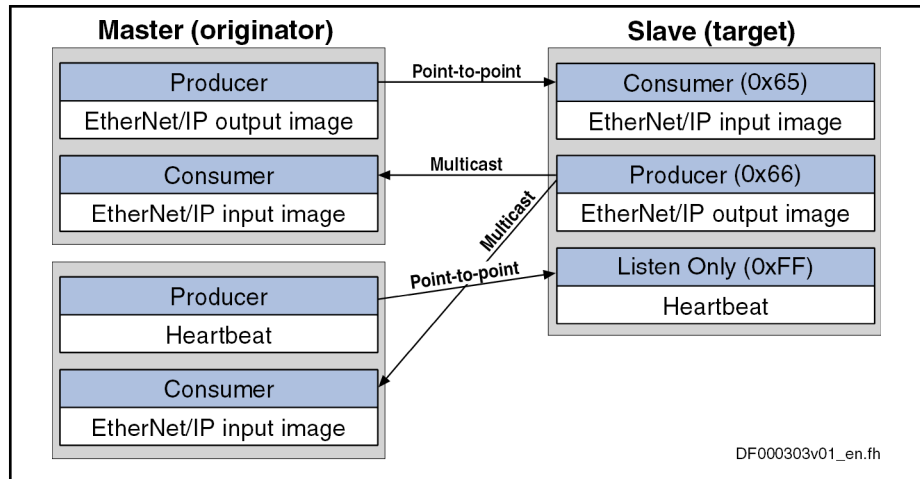 Master (originator)
Slave (target)
Producer
EtherNet/IP output image
Point-to-point
Consumer (0x65)
EtherNet/IP input image
Consumer
EtherNet/IP input image
Multicast
Producer (0x66)
EtherNet/IP output image
Multicast
Producer
Heartbeat
Point-to-point
Listen Only (0xFF)
Heartbeat
Consumer
EtherNet/IP input image
DF000303v01_en.fh